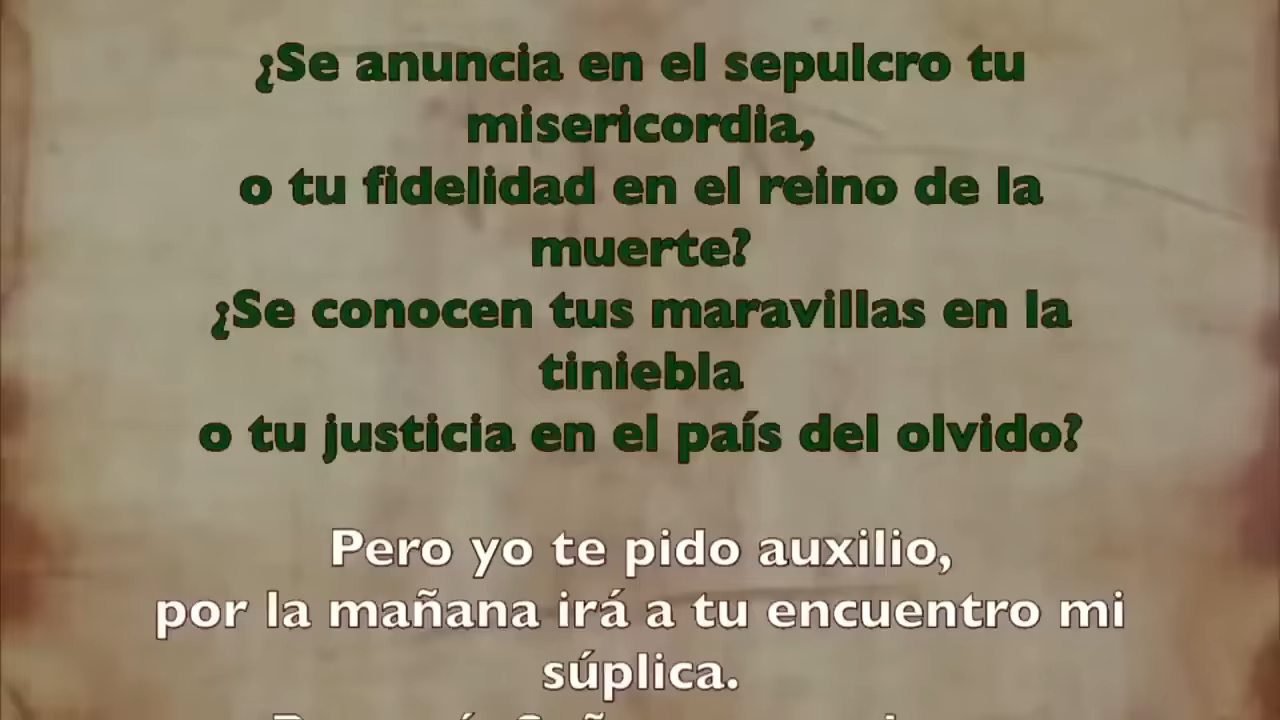 ¿Se anuncia en el sepulcro tu
misericordia,
o tu fidelidad en el reino de la
muerte?
¿Se conocen tus maravillas en la
tiniebla
o tu justicia en el país del olvido?
Pero yo te pido auxilio,
por la mañana irá a tu encuentro mi
súplica.